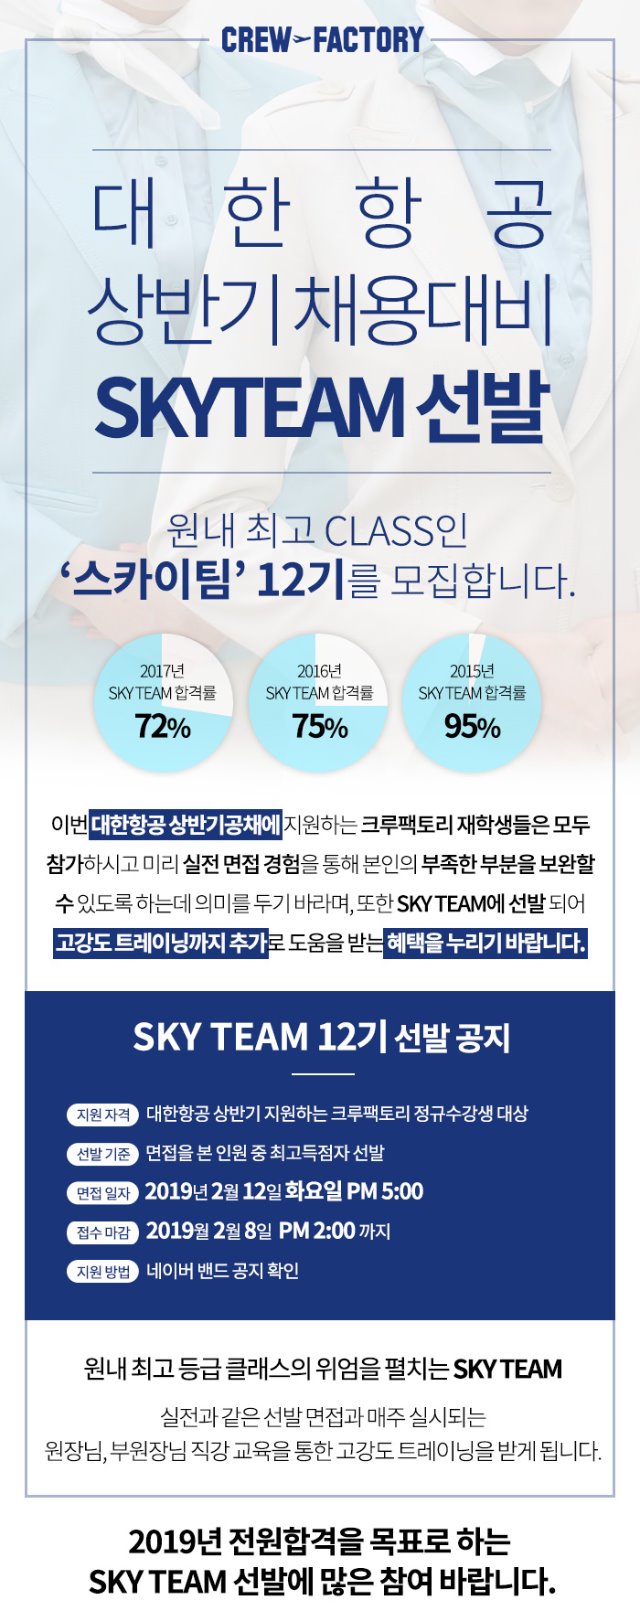 CREW FACTORY
대한항공
상반기 채용대비
SKYTEAM 선발
원내 최고 CLASS인
‘스카이팀’ 12기를 모집합니다.
2017년
SKY TEAM 합격률
72%
2016년
SKY TEAM 합격률
75%
2015년
SKY TEAM 합격률
95%
이번 대한항공 상반기공채에 지원하는 크루팩토리 재학생들은 모두
참가하시고 미리 실전 면접 경험을 통해 본인의 부족한 부분을 보완할
수 있도록 하는데 의미를 두기 바라며, 또한 SKY TEAM에 선발 되어
고강도 트레이닝까지 추가로 도움을 받는 혜택을 누리기 바랍니다.
SKY TEAM 12기 선발 공지
지원 자격 대한항공 상반기 지원하는 크루팩토리 정규수강생 대상
선발 기준 면접을 본 인원 중 최고득점자 선발
면접 일자 2019년 2월 12일 화요일 PM 5:00
접수 마감 2019월 2월 8일 PM 2:00 까지
지원 방법 네이버 밴드 공지 확인
원내 최고 등급 클래스의 위엄을 펼치는 SKY TEAM
실전과 같은 선발 면접과 매주 실시되는
원장님, 부원장님 직강 교육을 통한 고강도 트레이닝을 받게 됩니다.
2019년 전원합격을 목표로 하는
SKY TEAM 선발에 많은 참여 바랍니다.